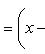 = (x−